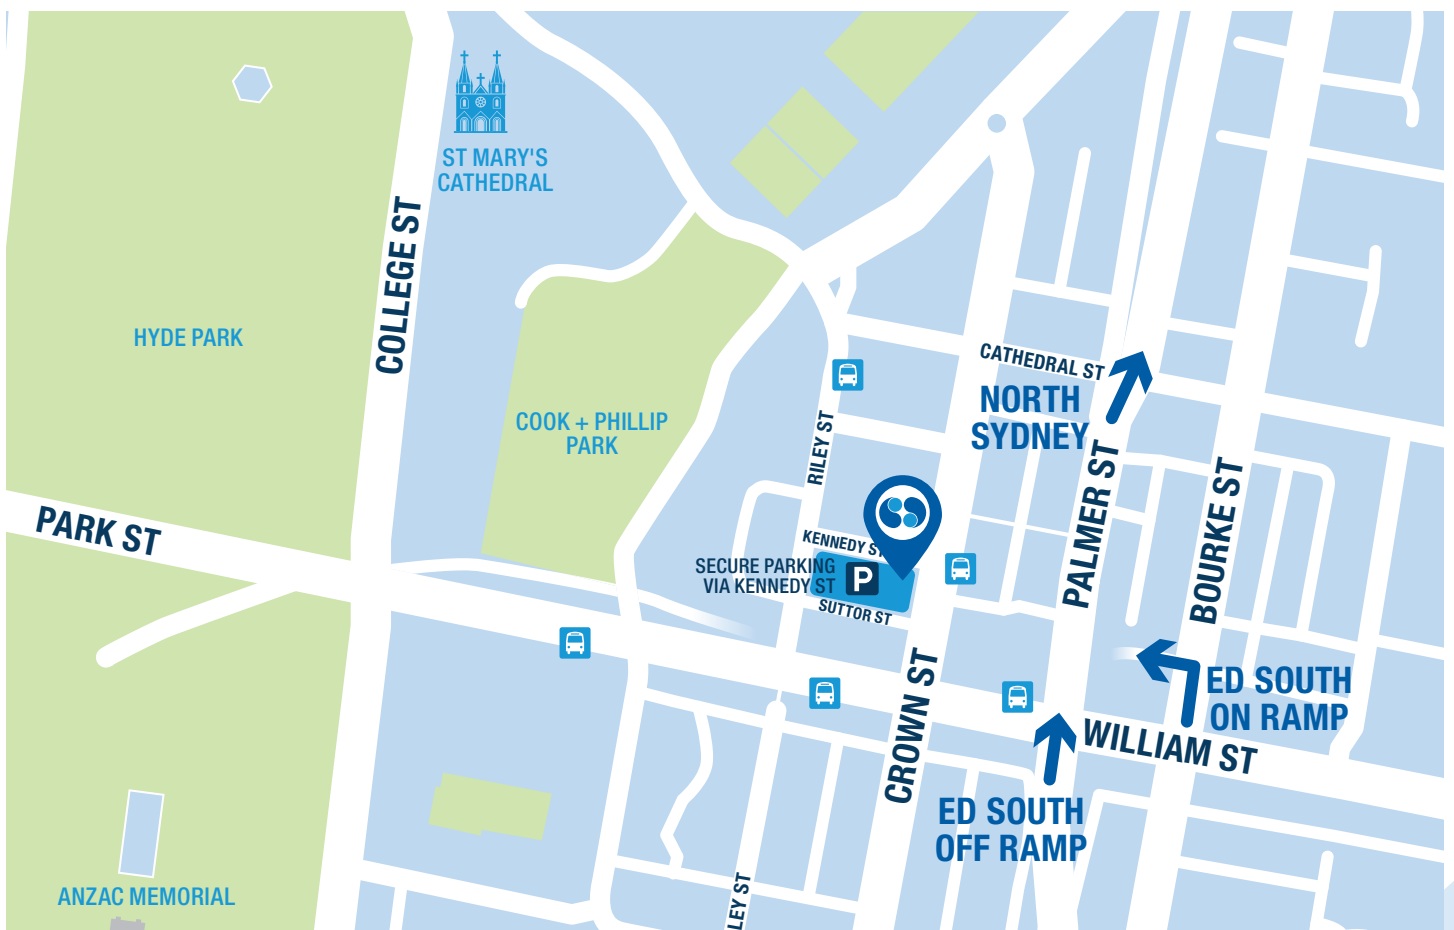 ST MARY'S
CATHEDRAL
COLLEGE ST
HYDE PARK
CATHEDRAL ST
NORTH
SYDNEY
COOK + PHILLIP
PARK
RILEY ST
PALMER ST
BOURKE ST
PARK ST
KENNEDY ST
SECURE PARKING
VIA KENNEDY ST
P
SUTTOR ST
CROWN ST
ED SOUTH
ON RAMP
WILLIAM ST
ED SOUTH
OFF RAMP
ANZAC MEMORIAL
LEY ST